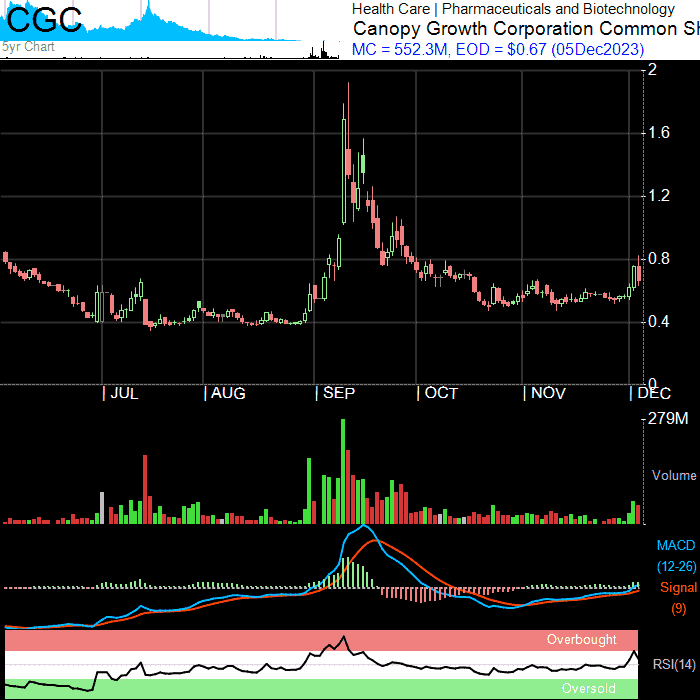 CGC
5yr Chart
Health Care | Pharmaceuticals and Biotechnology
Canopy Growth Corporation Common Sh
MC = 552.3M, EOD = $0.67 (05Dec2023)
2
1.6
1.2
0.8
0.4
0
| JUL | AUG | SEP | OCT | NOV | DEC
279M
Volume
MACD
(12-26)
Signal
(9)
Overbought
RSI(14)
Oversold